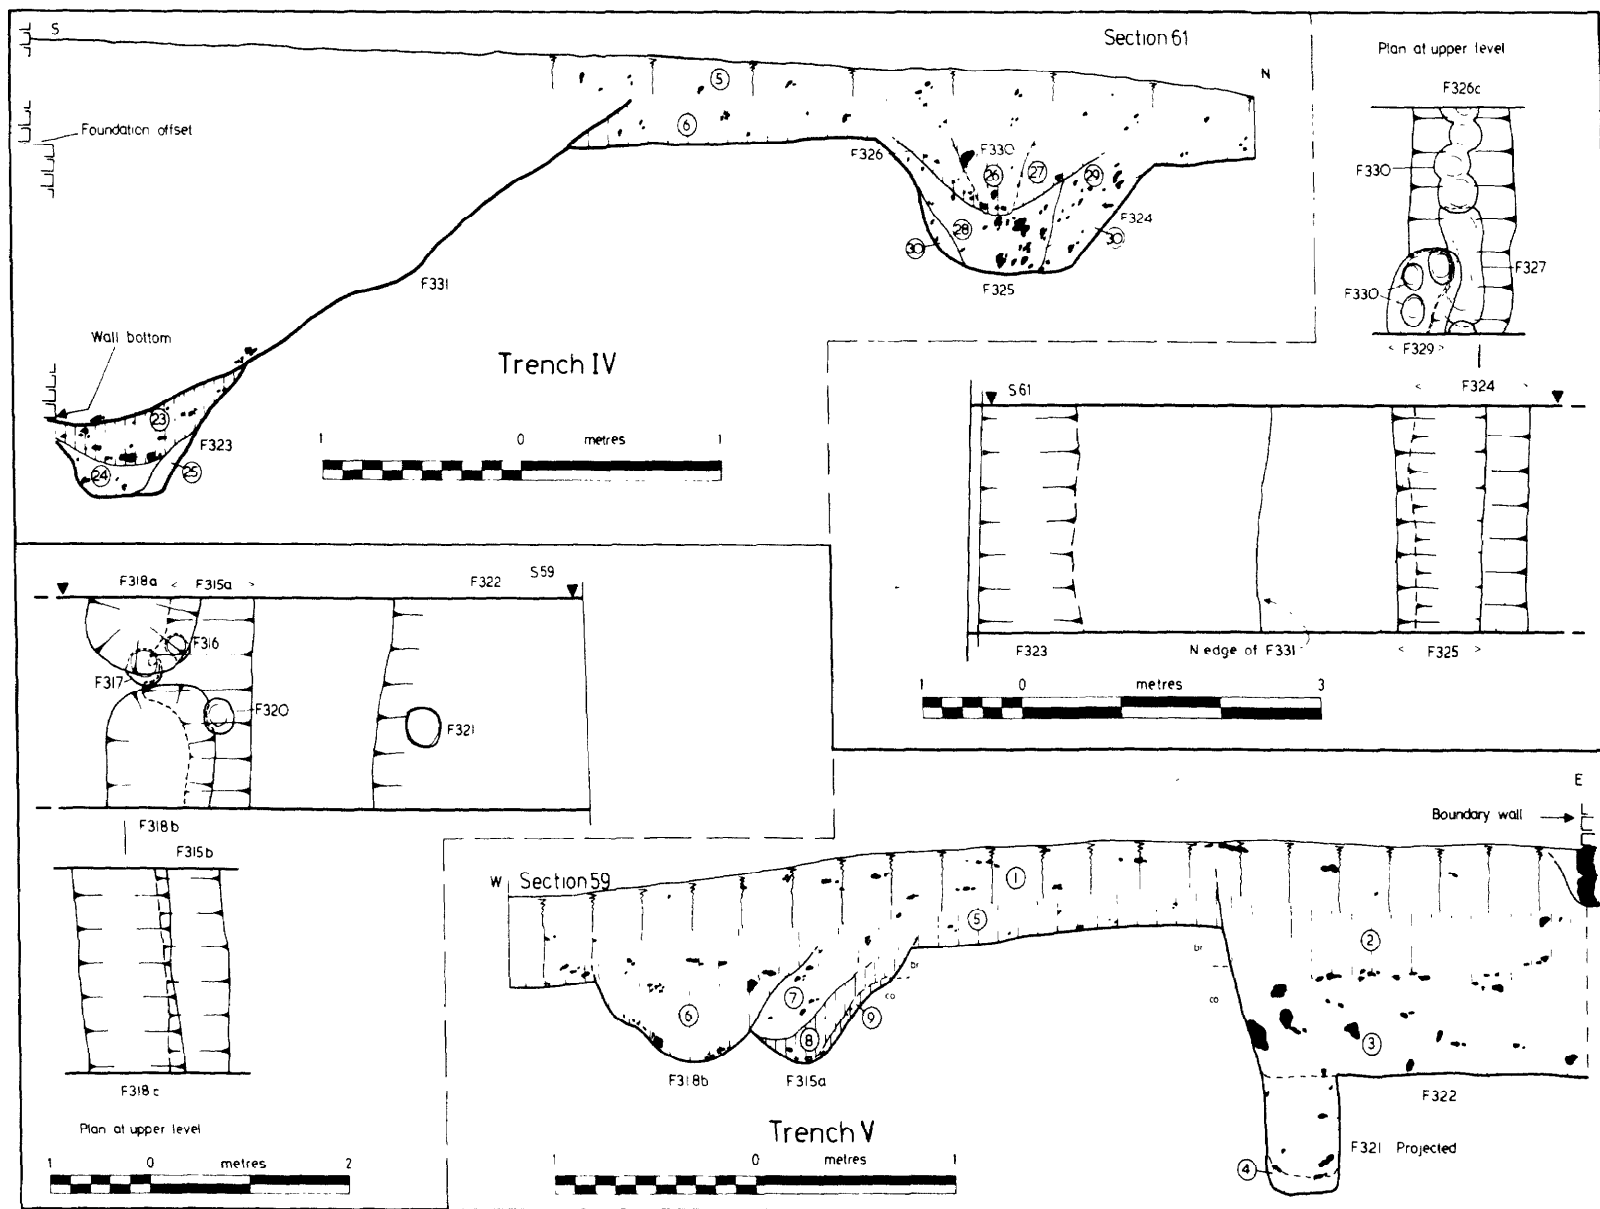 S
Section 61
N
Foundation offset
5
6
F326
F330
26
27
29
28
30
F324
30
F325
F331
Wall bottom
23
F323
24
25
Trench IV
1 0 metres 1
Plan at upper level
F326c
F330
F327
F330
< F329 >
S61
< F324 >
F323
N edge of F331
< F325 >
metres
1 0 3
F318a < F315a >
F322
S59
F316
F317
F320
F321
F318b
F315b
F318c
Plan at upper level
1 0 metres 2
E
Boundary wall
W Section 59
1
5
2
br
br
co
co
7
6
9
8
3
F318b
F315a
F322
Trench V
F321 Projected
4
1 0 metres 1